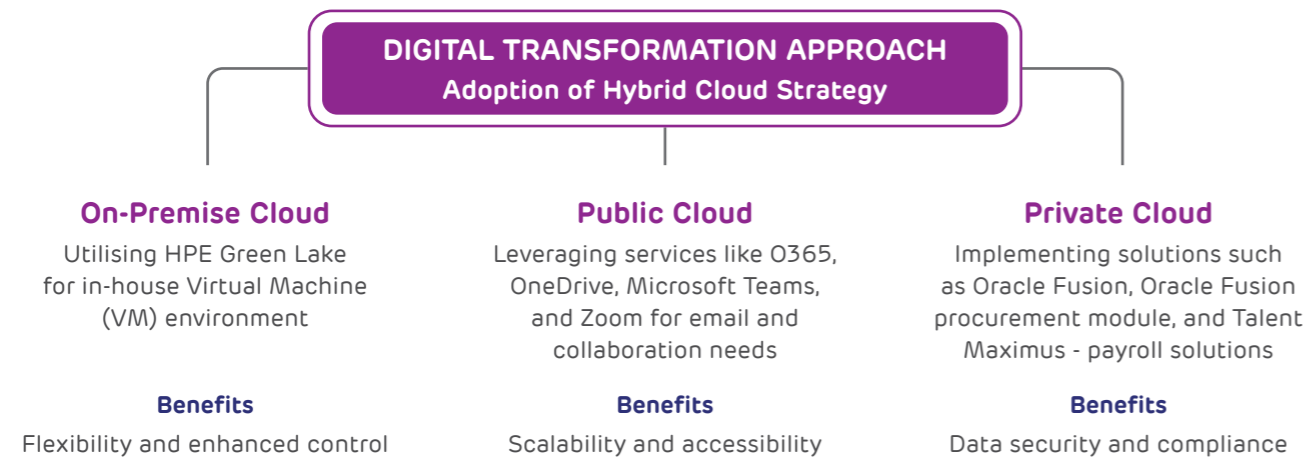 DIGITAL TRANSFORMATION APPROACH
Adoption of Hybrid Cloud Strategy
On-Premise Cloud
Utilising HPE Green Lake
for in-house Virtual Machine
(VM) environment
Benefits
Flexibility and enhanced control
Public Cloud
Leveraging services like O365,
OneDrive, Microsoft Teams,
and Zoom for email and
collaboration needs
Benefits
Scalability and accessibility
Private Cloud
Implementing solutions such
as Oracle Fusion, Oracle Fusion
procurement module, and Talent
Maximus - payroll solutions
Benefits
Data security and compliance